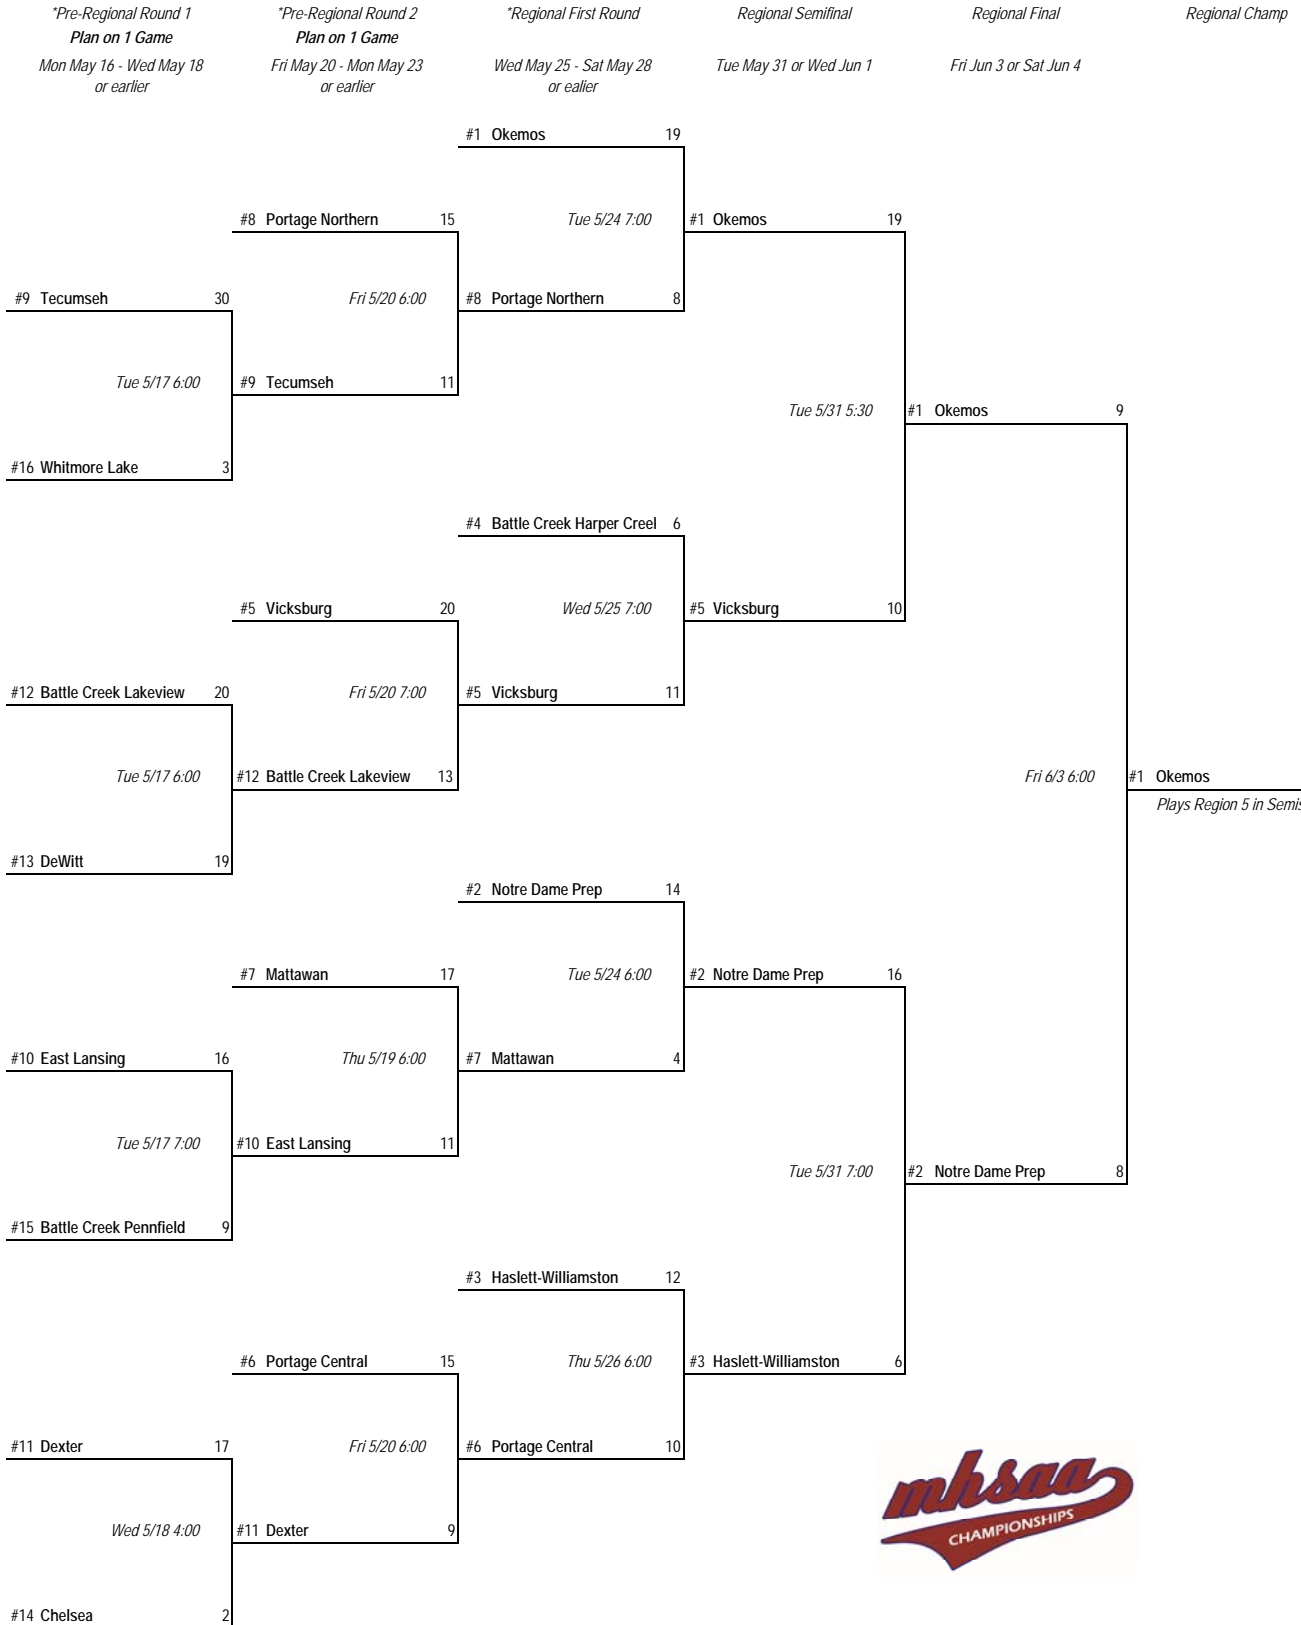 *Pre-Regional Round 1 *Pre-Regional Round 2 *Regional First Round Regional Semifinal Regional Final Regional Champ
Plan on 1 Game Plan on 1 Game
Mon May 16 - Wed May 18 Fri May 20 - Mon May 23 Wed May 25 - Sat May 28 Tue May 31 or Wed Jun 1 Fri Jun 3 or Sat Jun 4
or earlier or earlier or ealier
#1 Okemos 19
#8 Portage Northern 15 Tue 5/24 7:00 #1 Okemos 19
#9 Tecumseh 30 Fri 5/20 6:00 #8 Portage Northern 8
Tue 5/17 6:00 #9 Tecumseh 11
Tue 5/31 5:30 #1 Okemos 9
#16 Whitmore Lake 3
#4 Battle Creek Harper Creel 6
#5 Vicksburg 20 Wed 5/25 7:00 #5 Vicksburg 10
#12 Battle Creek Lakeview 20 Fri 5/20 7:00 #5 Vicksburg 11
Tue 5/17 6:00 #12 Battle Creek Lakeview 13 Fri 6/3 6:00 #1 Okemos
Plays Region 5 in Semis
#13 DeWitt 19
#2 Notre Dame Prep 14
#7 Mattawan 17 Tue 5/24 6:00 #2 Notre Dame Prep 16
#10 East Lansing 16 Thu 5/19 6:00 #7 Mattawan 4
Tue 5/17 7:00 #10 East Lansing 11
Tue 5/31 7:00 #2 Notre Dame Prep 8
#15 Battle Creek Pennfield 9
#3 Haslett-Williamston 12
#6 Portage Central 15 Thu 5/26 6:00 #3 Haslett-Williamston 6
#11 Dexter 17 Fri 5/20 6:00 #6 Portage Central 10
mhsaa
CHAMPIONSHIPS
Wed 5/18 4:00 #11 Dexter 9
#14 Chelsea 2